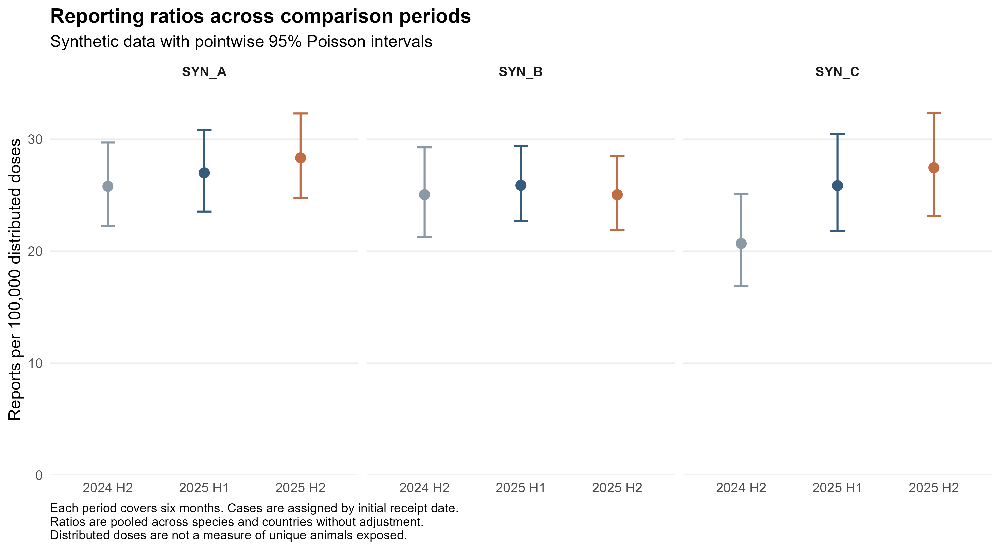 Reporting ratios across comparison periods
Synthetic data with pointwise 95% Poisson intervals
SYN_A
SYN_B
SYN_C
Reports per 100,000 distributed doses
30
20
10
0
2024 H2
2025 H1
2025 H2
2024 H2
2025 H1
2025 H2
2024 H2
2025 H1
2025 H2
Each period covers six months. Cases are assigned by initial receipt date.
Ratios are pooled across species and countries without adjustment.
Distributed doses are not a measure of unique animals exposed.